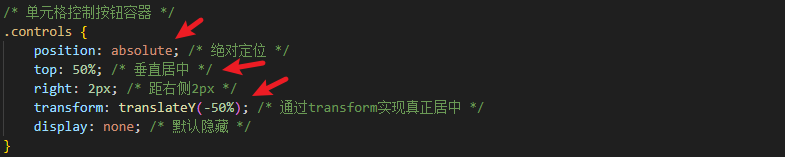 /* 单元格控制按钮容器 */
.controls {
position: absolute; /* 绝对定位 */
top: 50%; /* 垂直居中 */
right: 2px; /* 距右侧2px */
transform: translateY(-50%); /* 通过transform实现真正居中 */
display: none; /* 默认隐藏 */
}